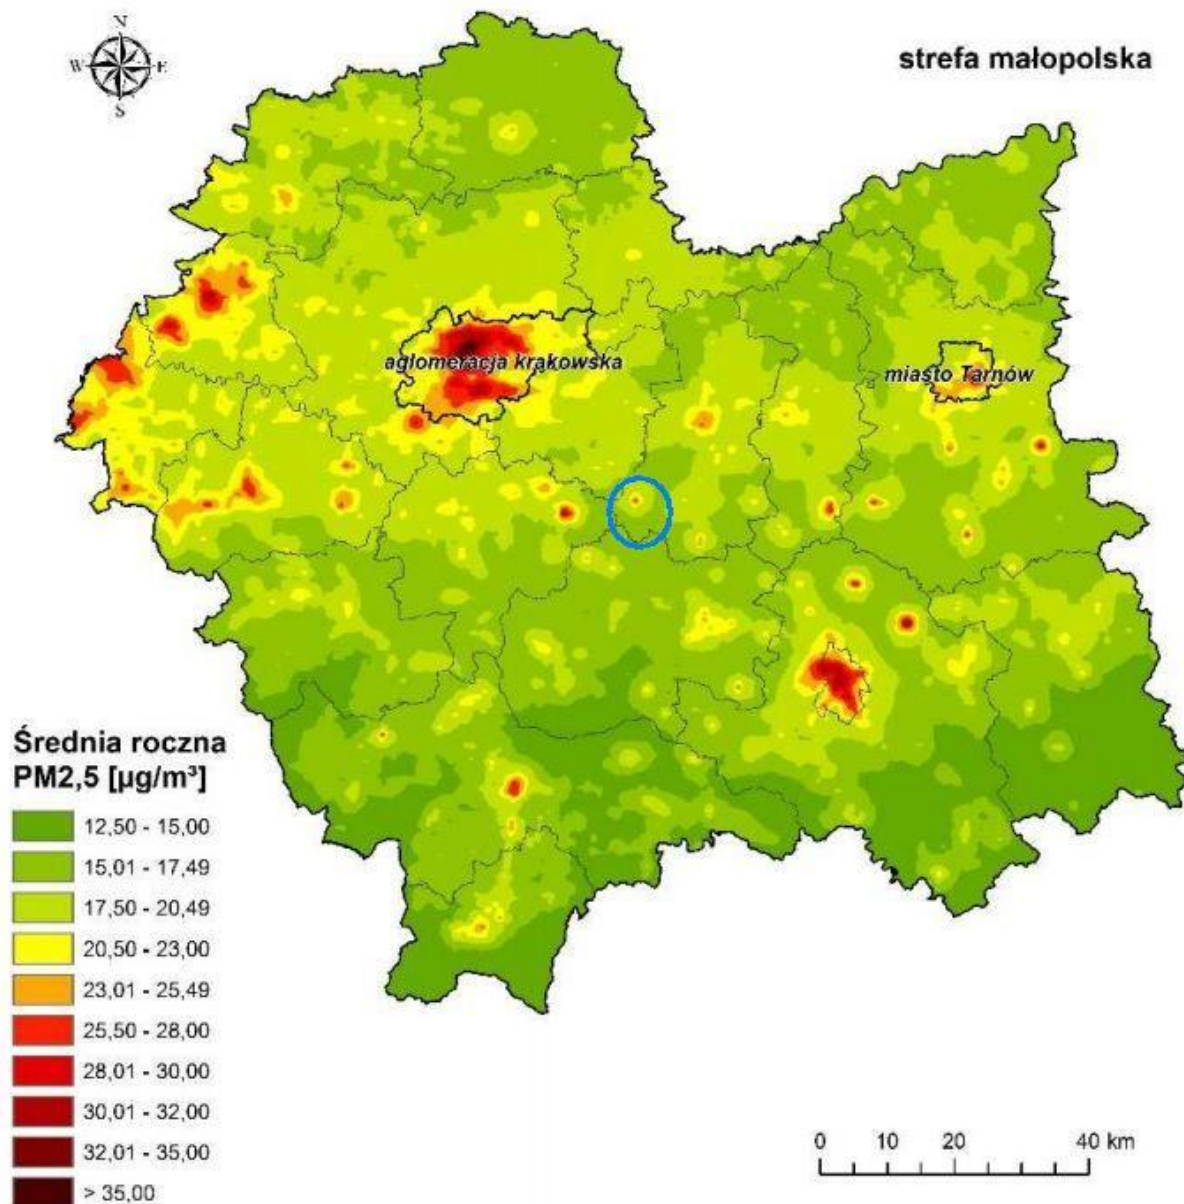 N
W E
S
strefa małopolska
aglomeracja krakowska
miasto Tarnów
Średnia roczna
PM2,5 [µg/m³]
12,50 - 15,00
15,01 - 17,49
17,50 - 20,49
20,50 - 23,00
23,01 - 25,49
25,50 - 28,00
28,01 - 30,00
30,01 - 32,00
32,01 - 35,00
> 35,00
0 10 20 40 km